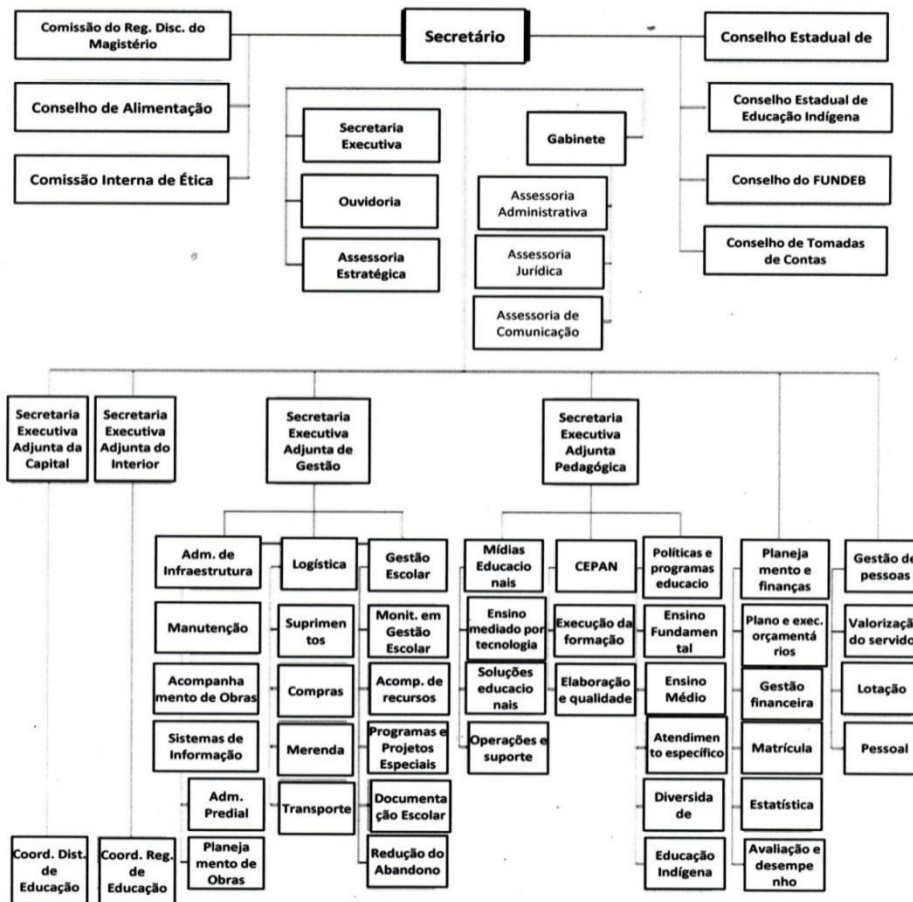 Comissão do Reg. Disc. do
Magistério
Secretário
Conselho Estadual de
Conselho de Alimentação
Conselho Estadual de
Educação Indígena
Comissão Interna de Ética
Conselho do FUNDEB
Conselho de Tomadas
de Contas
Secretaria
Executiva
Ouvidoria
Assessoria
Estratégica
Gabinete
Assessoria
Administrativa
Assessoria
Jurídica
Assessoria de
Comunicação
Secretaria
Executiva
Adjunta da
Capital
Secretaria
Executiva
Adjunta do
Interior
Secretaria
Executiva
Adjunta de
Gestão
Secretaria
Executiva
Adjunta
Pedagógica
Coord. Dist.
de
Educação
Coord. Reg.
de
Educação
Adm. de
Infraestrutura
Manutenção
Acompanha
mento de Obras
Sistemas de
Informação
Adm.
Predial
Planeja
mento de
Obras
Logística
Suprimen
tos
Compras
Merenda
Transporte
Gestão
Escolar
Monit. em
Gestão
Escolar
Acomp. de
recursos
Programas e
Projetos
Especiais
Documenta
ção Escolar
Redução do
Abandono
Mídias
Educacio
nais
Ensino
mediado por
tecnologia
Soluções
educacio
nais
Operações e
suporte
CEPAN
Execução da
formação
Elaboração
e qualidade
Políticas e
programas
educacio
Ensino
Fundamen
tal
Ensino
Médio
Atendimen
to específico
Diversida
de
Educação
Indígena
Planeja
mento e
finanças
Plano e exec.
orçamentá
rios
Gestão
financeira
Matrícula
Estatística
Avaliação e
desempe
nho
Gestão de
pessoas
Valorizaçã
do servido
Lotação
Pessoal